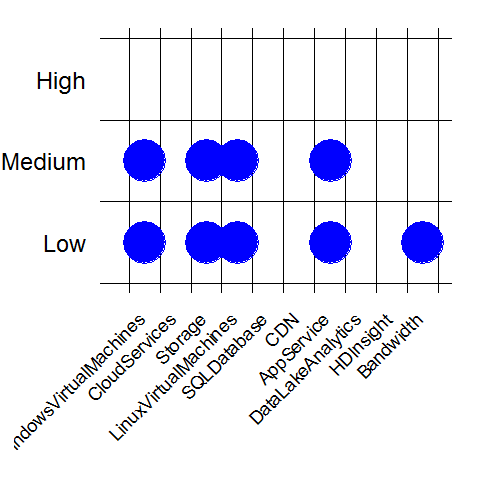 High
Medium
Low
ndowsVirtualMachines
CloudServices
Storage
LinuxVirtualMachines
SQLDatabase
CDN
AppService
DataLakeAnalytics
HDInsight
Bandwidth